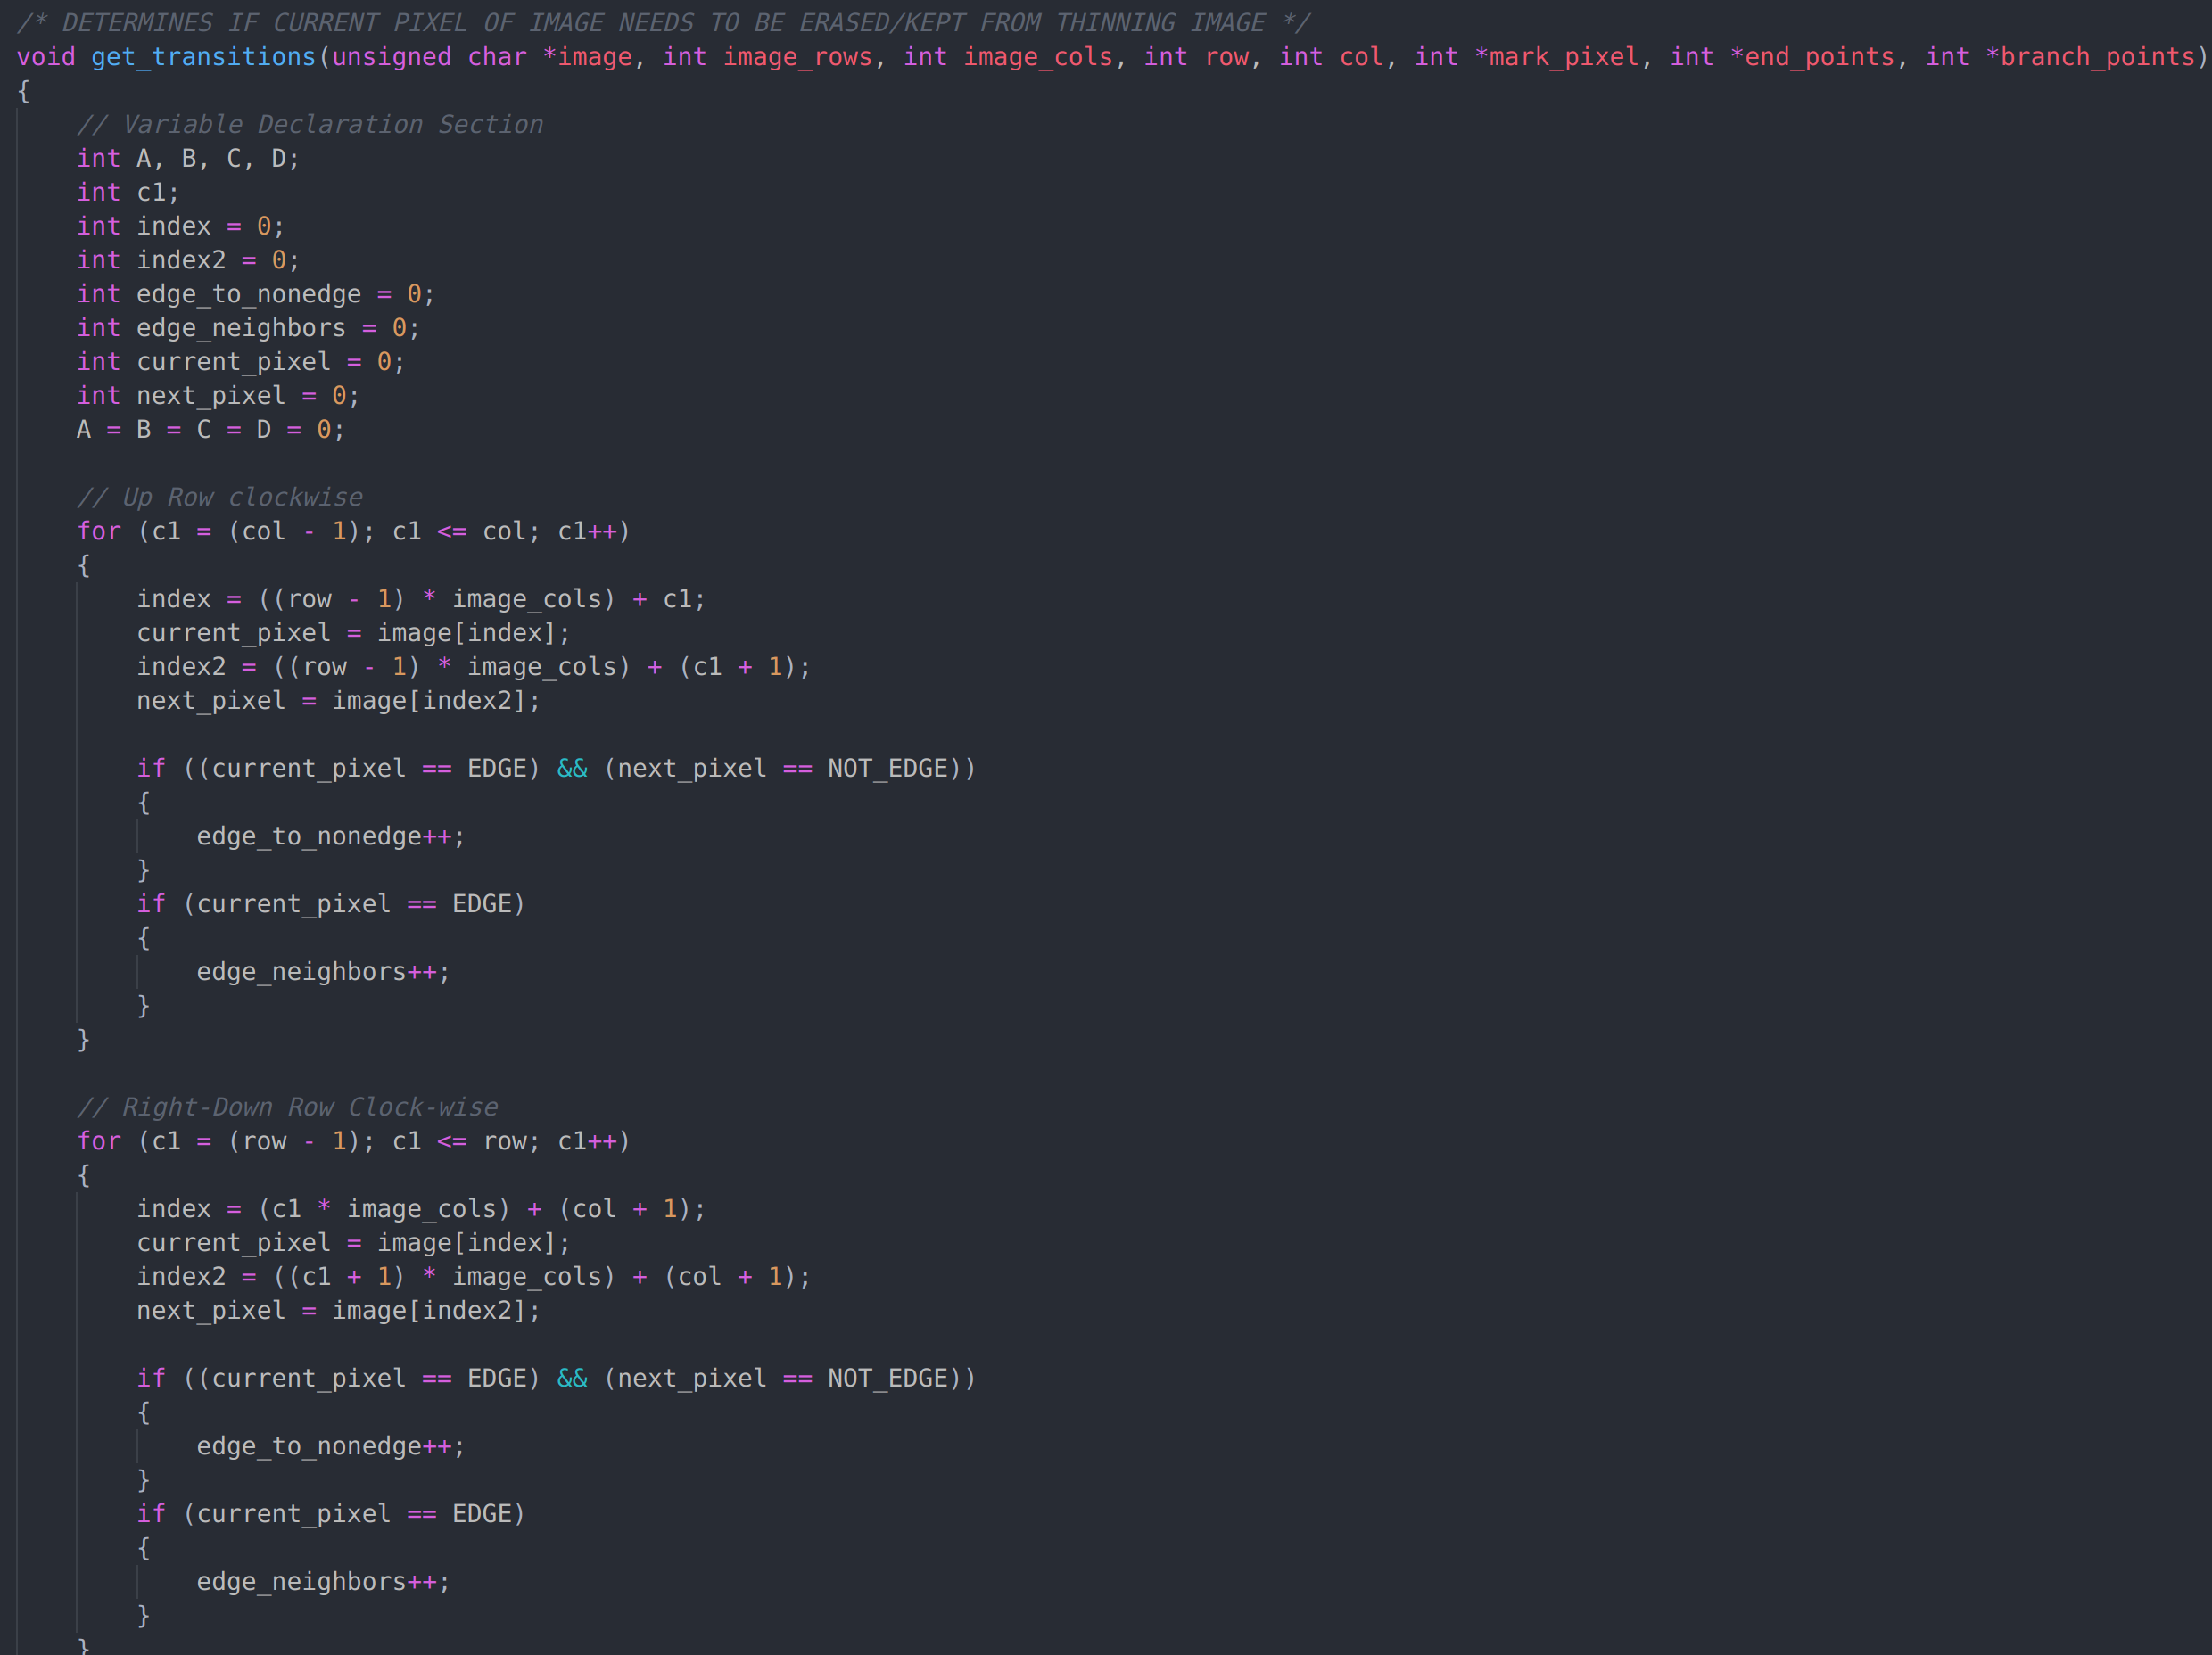 /* DETERMINES IF CURRENT PIXEL OF IMAGE NEEDS TO BE ERASED/KEPT FROM THINNING IMAGE */
void get_transitions(unsigned char *image, int image_rows, int image_cols, int row, int col, int *mark_pixel, int *end_points, int *branch_points)
{
    // Variable Declaration Section
    int A, B, C, D;
    int c1;
    int index = 0;
    int index2 = 0;
    int edge_to_nonedge = 0;
    int edge_neighbors = 0;
    int current_pixel = 0;
    int next_pixel = 0;
    A = B = C = D = 0;

    // Up Row clockwise
    for (c1 = (col - 1); c1 <= col; c1++)
    {
        index = ((row - 1) * image_cols) + c1;
        current_pixel = image[index];
        index2 = ((row - 1) * image_cols) + (c1 + 1);
        next_pixel = image[index2];

        if ((current_pixel == EDGE) && (next_pixel == NOT_EDGE))
        {
            edge_to_nonedge++;
        }
        if (current_pixel == EDGE)
        {
            edge_neighbors++;
        }
    }

    // Right-Down Row Clock-wise
    for (c1 = (row - 1); c1 <= row; c1++)
    {
        index = (c1 * image_cols) + (col + 1);
        current_pixel = image[index];
        index2 = ((c1 + 1) * image_cols) + (col + 1);
        next_pixel = image[index2];

        if ((current_pixel == EDGE) && (next_pixel == NOT_EDGE))
        {
            edge_to_nonedge++;
        }
        if (current_pixel == EDGE)
        {
            edge_neighbors++;
        }
    }